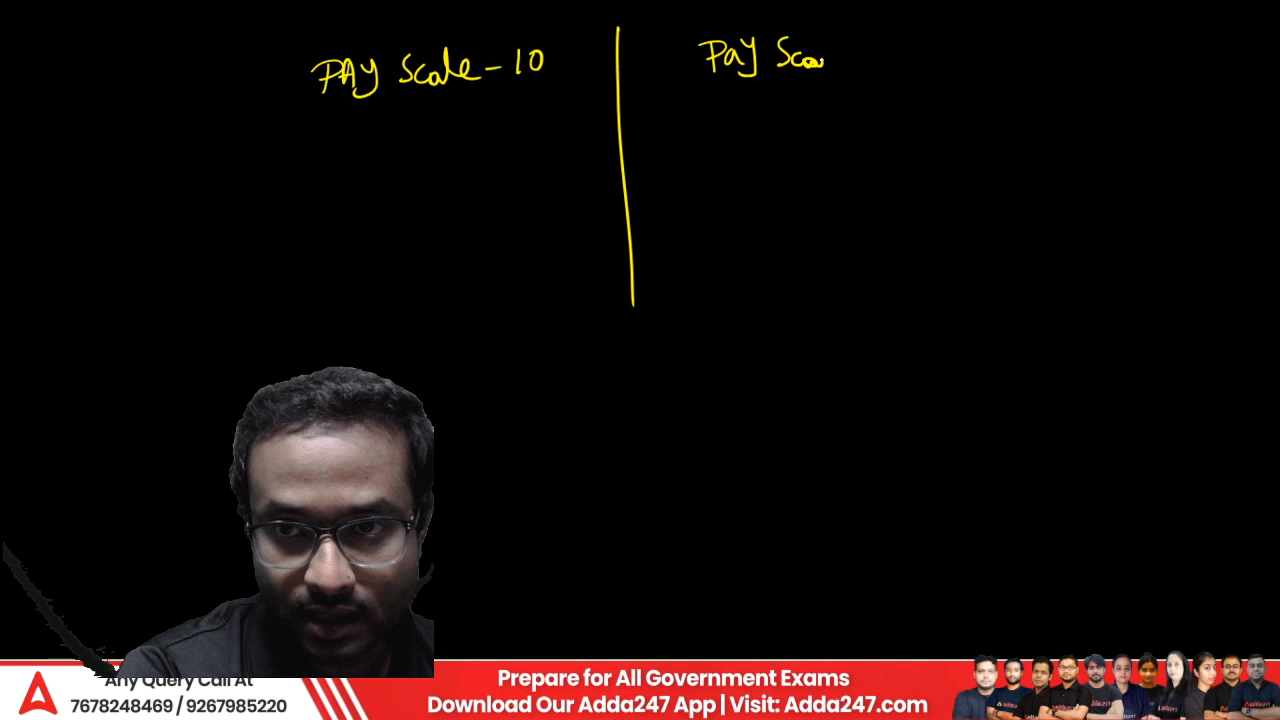 PAY Scale - 10
Pay Sca
Any Query Call At
7678248469 / 9267985220
Prepare for All Government Exams
Download Our Adda247 App | Visit: Adda247.com